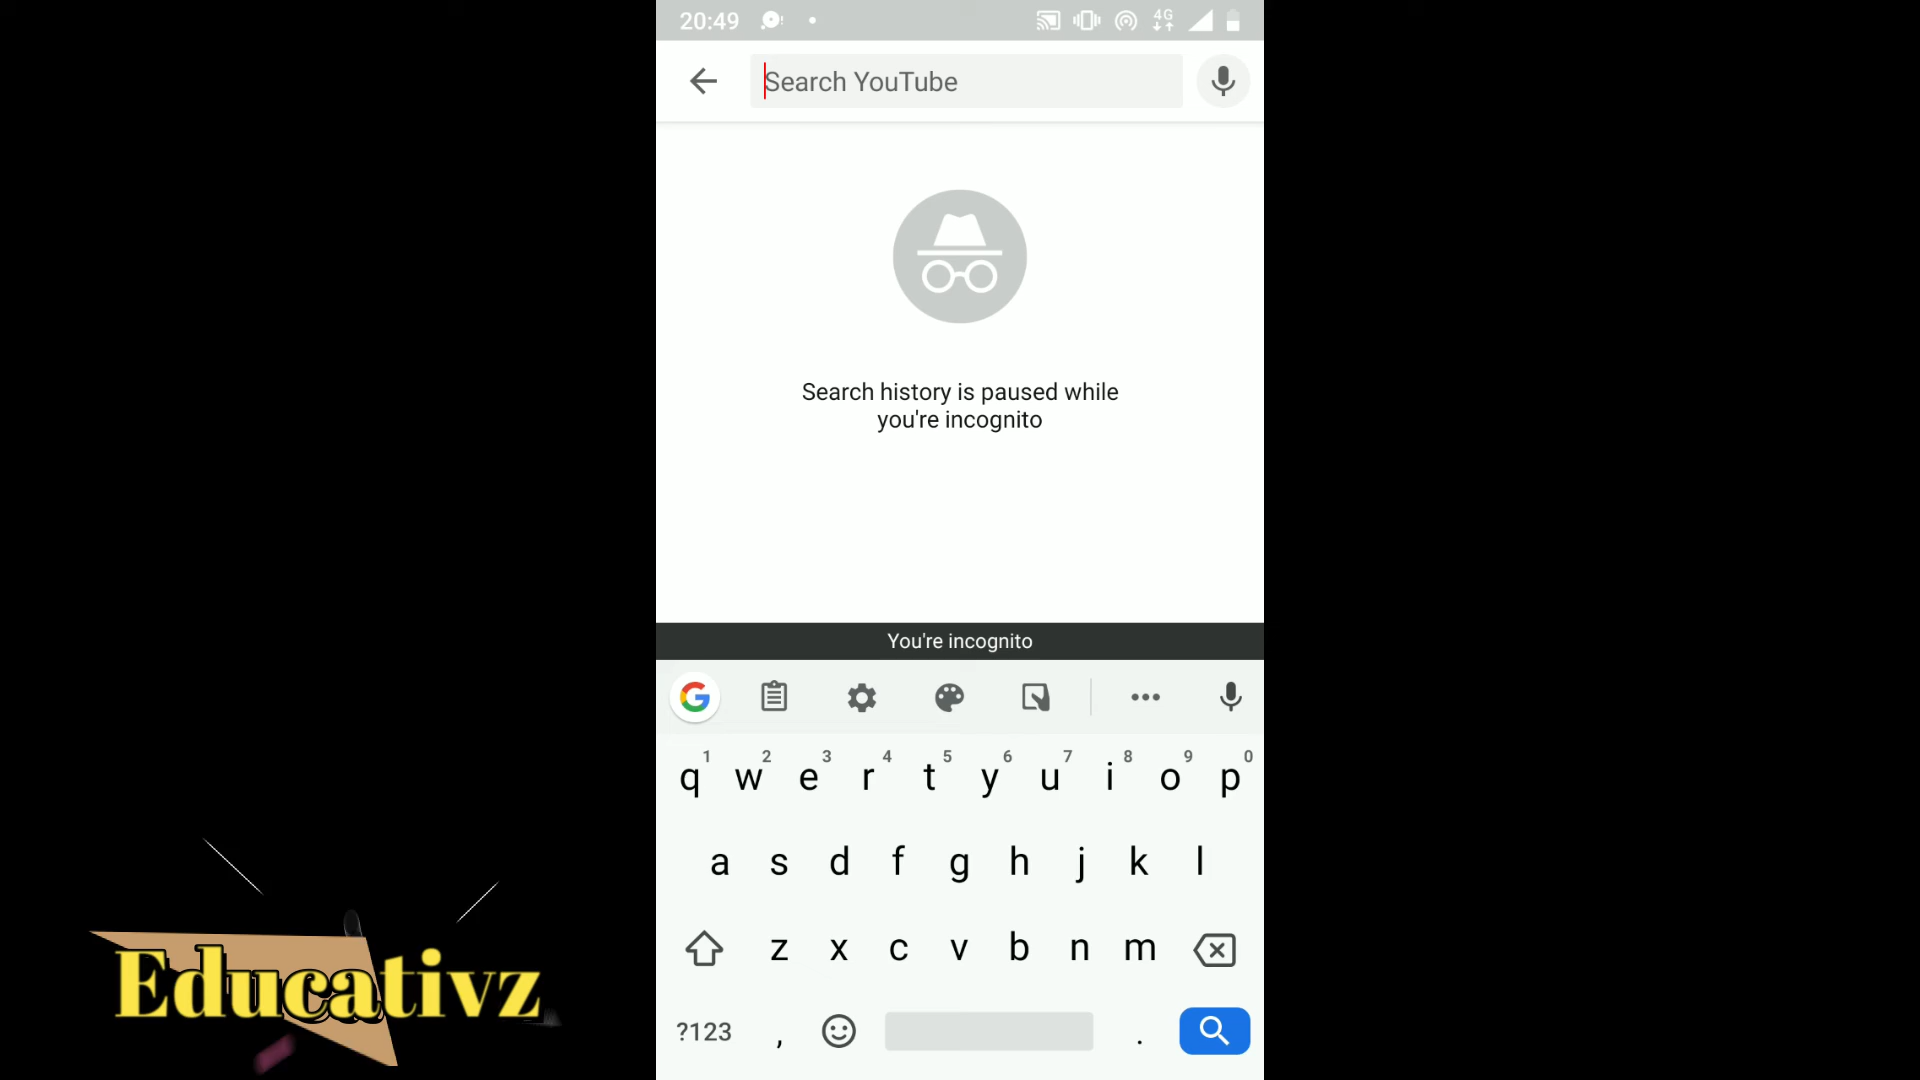 20:49
4G
Search YouTube
Search history is paused while
you're incognito
You're incognito
1 2 3 4 5 6 7 8 9 0
q w e r t y u i o p
a s d f g h j k l
z x c v b n m
?123 , .
Educativz